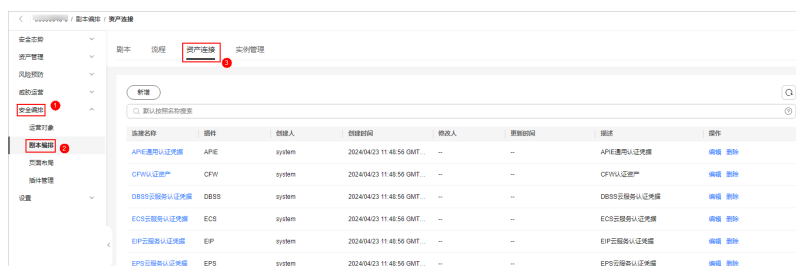 / 剧本编排 / 资产连接
安全态势
资产管理
风险预防
威胁运营
安全编排 1
运营对象
剧本编排 2
页面布局
插件管理
设置
剧本 流程 资产连接 实例管理
3
新增
默认按照名称搜索
连接名称 插件 创建人 创建时间 修改人 更新时间 描述 操作
APIE通用认证凭据 APIE system 2024/04/23 11:48:56 GMT... -- -- APIE通用认证凭据 编辑 删除
CFW认证资产 CFW system 2024/04/23 11:48:56 GMT... -- -- CFW认证资产 编辑 删除
DBSS云服务认证凭据 DBSS system 2024/04/23 11:48:56 GMT... -- -- DBSS云服务认证凭据 编辑 删除
ECS云服务认证凭据 ECS system 2024/04/23 11:48:56 GMT... -- -- ECS云服务认证凭据 编辑 删除
EIP云服务认证凭据 EIP system 2024/04/23 11:48:56 GMT... -- -- EIP云服务认证凭据 编辑 删除
EPS云服务认证凭据 EPS system 2024/04/23 11:48:56 GMT... -- -- EPS云服务认证凭据 编辑 删除